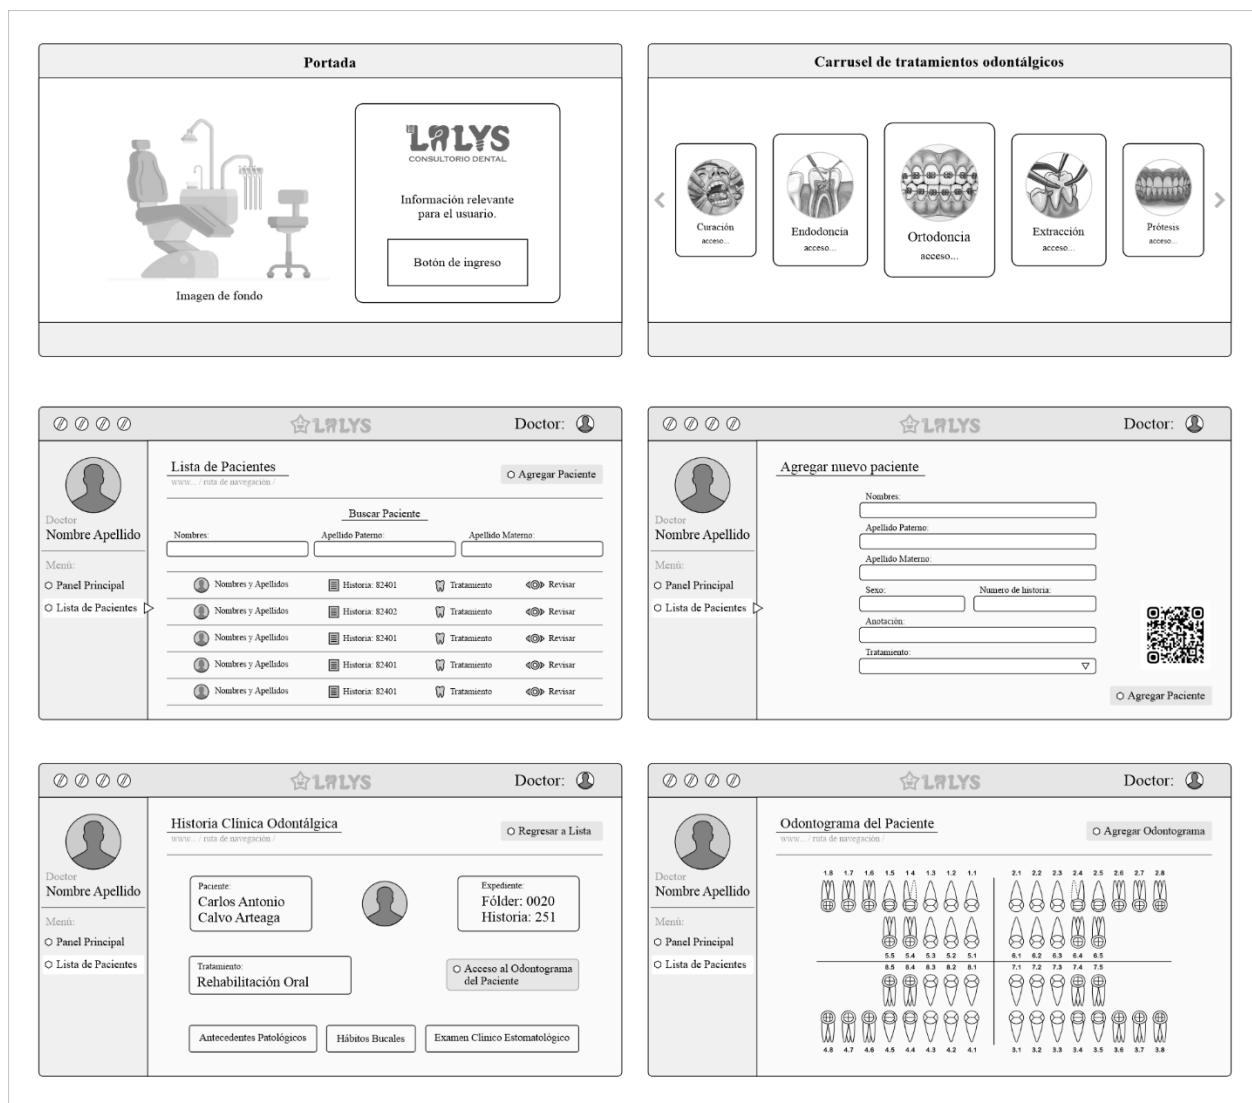 Portada
LALYS
CONSULTORIO DENTAL
Información relevante
para el usuario.
Botón de ingreso
Imagen de fondo
Carrusel de tratamientos odontálgicos
Curación
acceso...
Endodoncia
acceso...
Ortodoncia
acceso...
Extracción
acceso...
Prótesis
acceso...
LALYS
Doctor:
Doctor
Nombre Apellido
Menú:
Panel Principal
Lista de Pacientes
Lista de Pacientes
www... / ruta de navegación /
Agregar Paciente
Buscar Paciente
Nombres: Apellido Paterno: Apellido Materno:
Nombres y Apellidos Historia: 82401 Tratamiento Revisar
Nombres y Apellidos Historia: 82402 Tratamiento Revisar
Nombres y Apellidos Historia: 82401 Tratamiento Revisar
Nombres y Apellidos Historia: 82401 Tratamiento Revisar
Nombres y Apellidos Historia: 82401 Tratamiento Revisar
LALYS
Doctor:
Doctor
Nombre Apellido
Menú:
Panel Principal
Lista de Pacientes
Agregar nuevo paciente
Nombres:
Apellido Paterno:
Apellido Materno:
Sexo: Numero de historia:
Anotación:
Tratamiento:
Agregar Paciente
LALYS
Doctor:
Doctor
Nombre Apellido
Menú:
Panel Principal
Lista de Pacientes
Historia Clínica Odontálgica
www... / ruta de navegación /
Regresar a Lista
Paciente:
Carlos Antonio
Calvo Arteaga
Expediente:
Fólder: 0020
Historia: 251
Tratamiento:
Rehabilitación Oral
Acceso al Odontograma
del Paciente
Antecedentes Patológicos Hábitos Bucales Examen Clínico Estomatológico
LALYS
Doctor:
Doctor
Nombre Apellido
Menú:
Panel Principal
Lista de Pacientes
Odontograma del Paciente
www... / ruta de navegación /
Agregar Odontograma
1.8 1.7 1.6 1.5 1.4 1.3 1.2 1.1 2.1 2.2 2.3 2.4 2.5 2.6 2.7 2.8
5.5 5.4 5.3 5.2 5.1 6.1 6.2 6.3 6.4 6.5
8.5 8.4 8.3 8.2 8.1 7.1 7.2 7.3 7.4 7.5
4.8 4.7 4.6 4.5 4.4 4.3 4.2 4.1 3.1 3.2 3.3 3.4 3.5 3.6 3.7 3.8